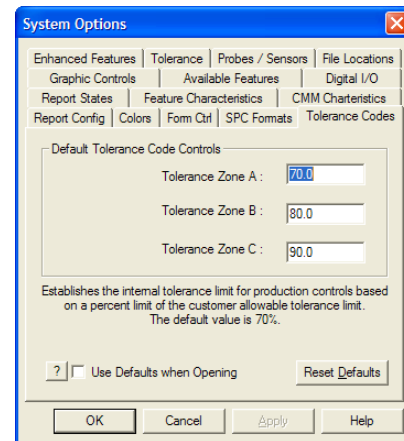 System Options
Enhanced Features Tolerance Probes / Sensors File Locations
Graphic Controls Available Features Digital I/O
Report States Feature Characteristics CMM Charteristics
Report Config Colors Form Ctrl SPC Formats Tolerance Codes
Default Tolerance Code Controls
Tolerance Zone A : 70.0
Tolerance Zone B : 80.0
Tolerance Zone C : 90.0
Establishes the internal tolerance limit for production controls based
on a percent limit of the customer allowable tolerance limit.
The default value is 70%.
? Use Defaults when Opening Reset Defaults
OK Cancel Apply Help